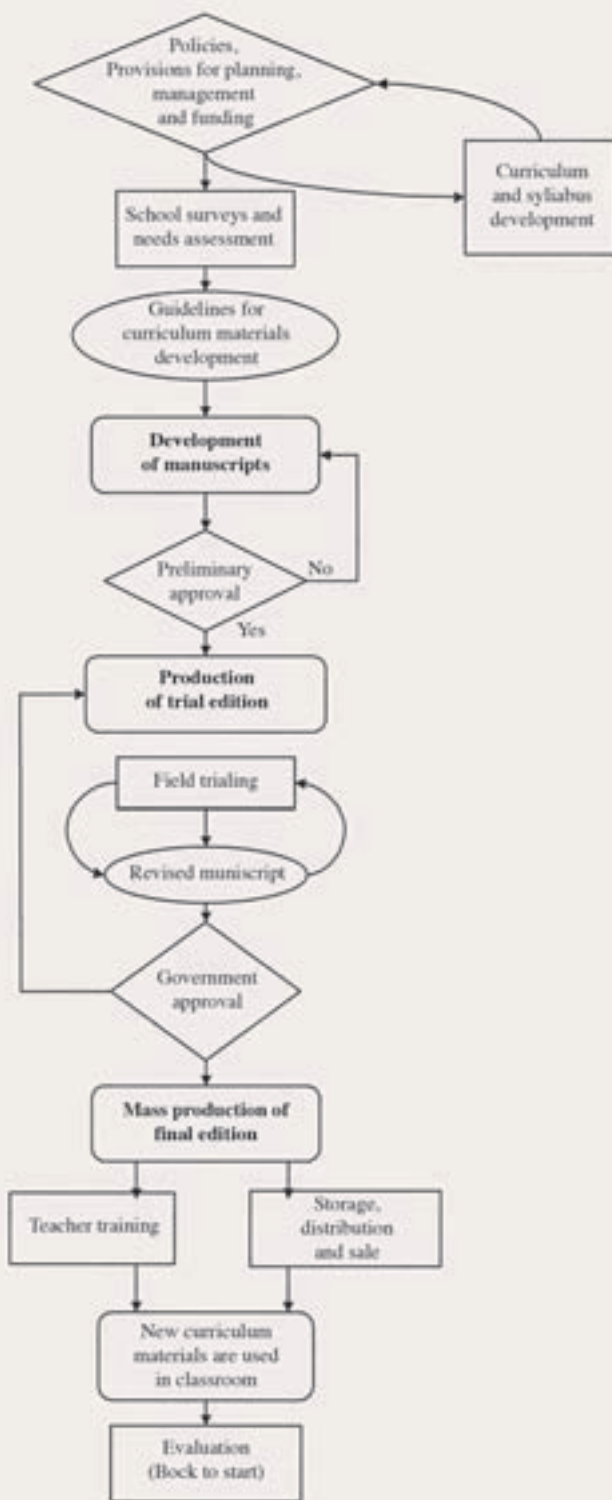 Policies,
Provisions for planning,
management
and funding
Curriculum
and syliabus
development
School surveys and
needs assessment
Guidelines for
curriculum materials
development
Development
of manuscripts
Preliminary
approval
No
Yes
Production
of trial edition
Field trialing
Revised muniscript
Government
approval
Mass production of
final edition
Teacher training
Storage,
distribution
and sale
New curriculum
materials are used
in classroom
Evaluation
(Bock to start)